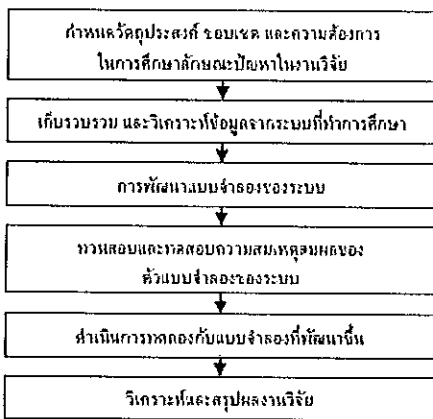 กำหนดวัตถุประสงค์ ขอบเขต และความต้องการ
ในการศึกษาลักษณะปัญหาในงานวิจัย
เก็บรวบรวม และวิเคราะห์ข้อมูลจากระบบที่ทำการศึกษา
การพัฒนาแบบจำลองของระบบ
ทวนสอบและทดสอบความสมเหตุสมผลของ
ตัวแบบจำลองของระบบ
ดำเนินการทดลองกับแบบจำลองที่พัฒนาขึ้น
วิเคราะห์และสรุปผลงานวิจัย